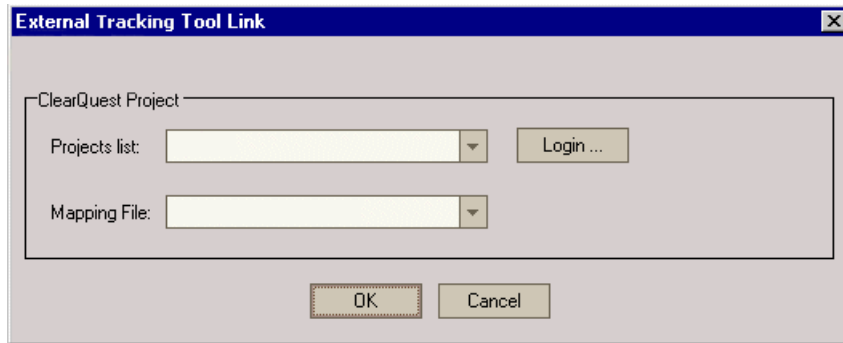 External Tracking Tool Link
ClearQuest Project
Projects list:
Login ...
Mapping File:
OK Cancel